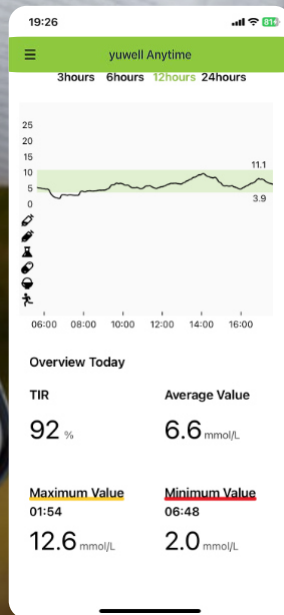 19:26
81
yuwell Anytime
3hours 6hours 12hours 24hours
25
20
15
10
5
0
11.1
3.9
06:00 08:00 10:00 12:00 14:00 16:00
Overview Today
TIR Average Value
92 % 6.6 mmol/L
Maximum Value Minimum Value
01:54 06:48
12.6 mmol/L 2.0 mmol/L